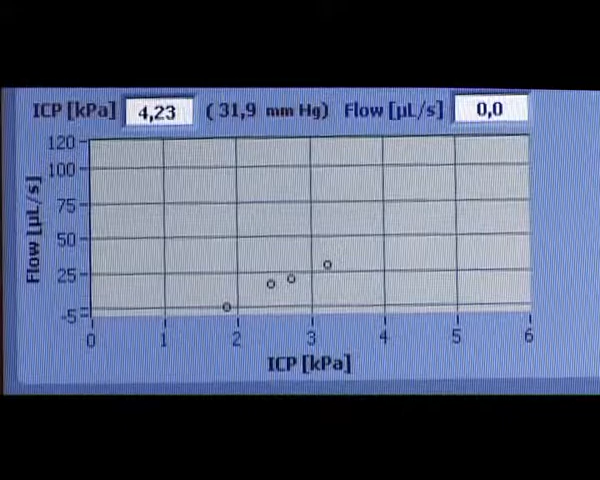 ICP [kPa] 4,23 ( 31,9 mm Hg) Flow [µL/s] 0,0
120
100
75
50
25
-5
Flow [µL/s]
0 1 2 3 4 5 6
ICP [kPa]